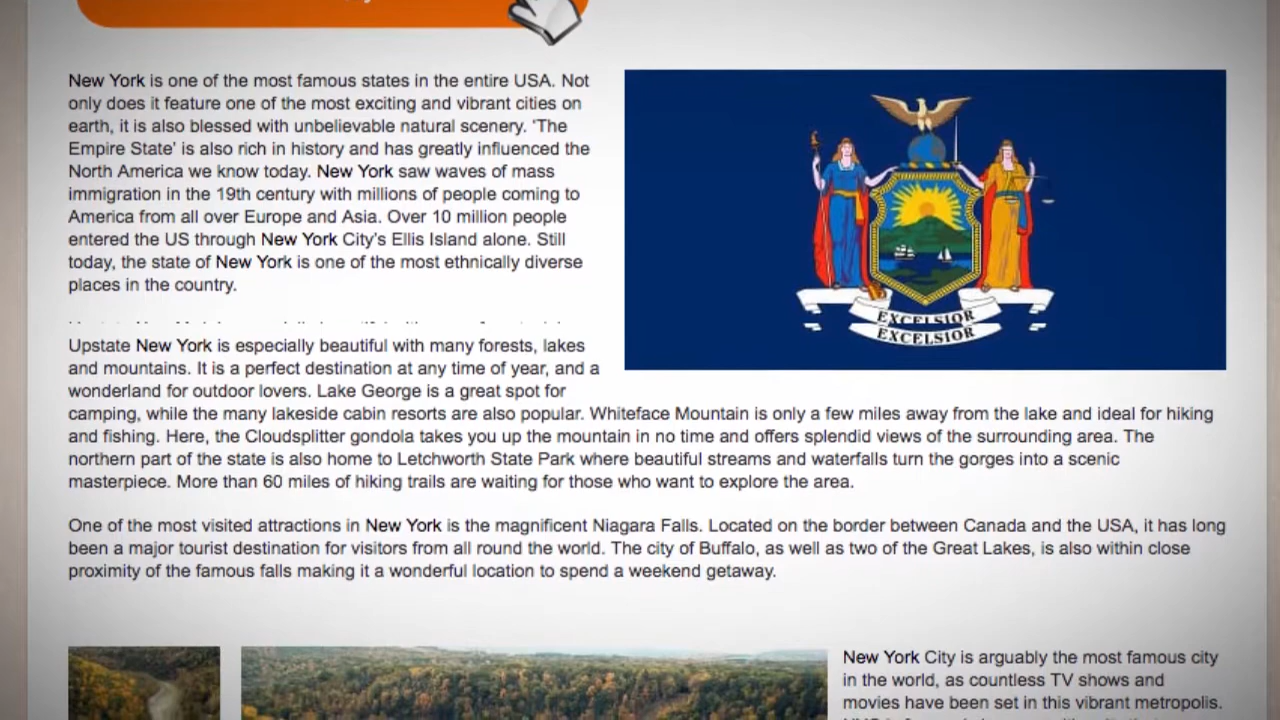 New York is one of the most famous states in the entire USA. Not
only does it feature one of the most exciting and vibrant cities on
earth, it is also blessed with unbelievable natural scenery. ‘The
Empire State’ is also rich in history and has greatly influenced the
North America we know today. New York saw waves of mass
immigration in the 19th century with millions of people coming to
America from all over Europe and Asia. Over 10 million people
entered the US through New York City’s Ellis Island alone. Still
today, the state of New York is one of the most ethnically diverse
places in the country.
EXCELSIOR
EXCELSIOR
Upstate New York is especially beautiful with many forests, lakes
and mountains. It is a perfect destination at any time of year, and a
wonderland for outdoor lovers. Lake George is a great spot for
camping, while the many lakeside cabin resorts are also popular. Whiteface Mountain is only a few miles away from the lake and ideal for hiking
and fishing. Here, the Cloudsplitter gondola takes you up the mountain in no time and offers splendid views of the surrounding area. The
northern part of the state is also home to Letchworth State Park where beautiful streams and waterfalls turn the gorges into a scenic
masterpiece. More than 60 miles of hiking trails are waiting for those who want to explore the area.
One of the most visited attractions in New York is the magnificent Niagara Falls. Located on the border between Canada and the USA, it has long
been a major tourist destination for visitors from all round the world. The city of Buffalo, as well as two of the Great Lakes, is also within close
proximity of the famous falls making it a wonderful location to spend a weekend getaway.
New York City is arguably the most famous city
in the world, as countless TV shows and
movies have been set in this vibrant metropolis.